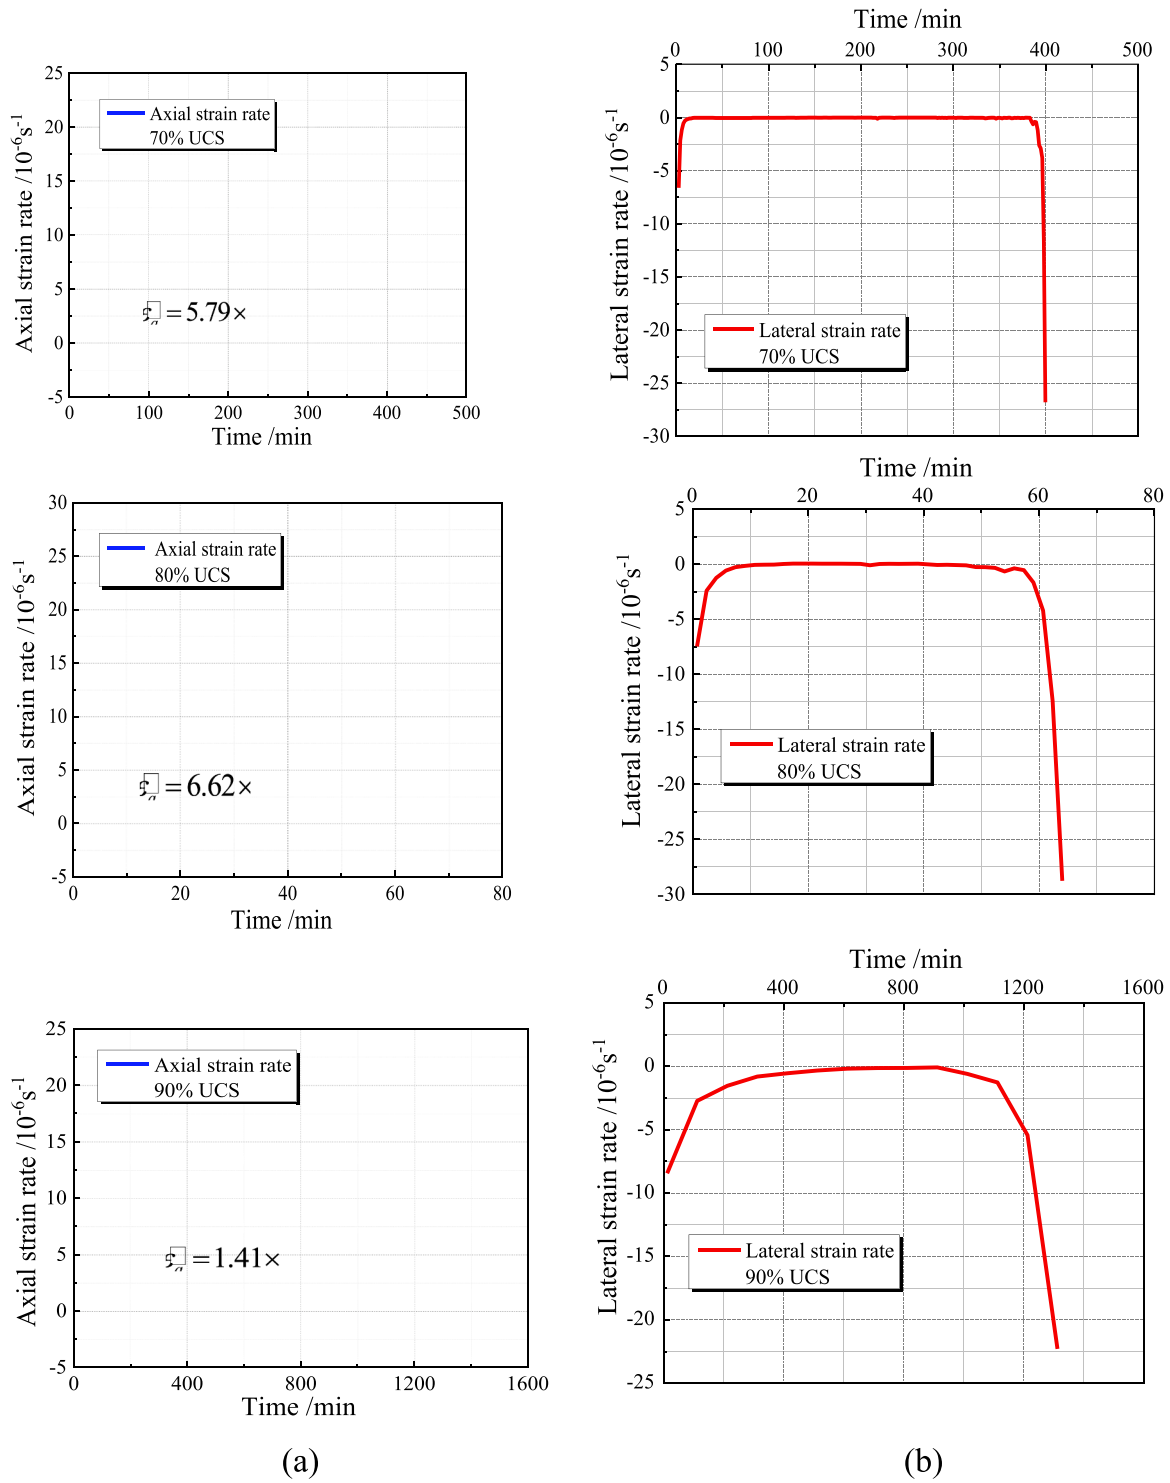 Axial strain rate /10⁻⁶s⁻¹
25
20
15
10
5
0
-5
Axial strain rate
70% UCS
= 5.79×
0 100 200 300 400 500
Time /min
Time /min
0 100 200 300 400 500
Lateral strain rate /10⁻⁶s⁻¹
5
0
-5
-10
-15
-20
-25
-30
Lateral strain rate
70% UCS
Axial strain rate /10⁻⁶s⁻¹
30
25
20
15
10
5
0
-5
Axial strain rate
80% UCS
= 6.62×
0 20 40 60 80
Time /min
Time /min
0 20 40 60 80
Lateral strain rate /10⁻⁶s⁻¹
5
0
-5
-10
-15
-20
-25
-30
Lateral strain rate
80% UCS
Axial strain rate /10⁻⁶s⁻¹
25
20
15
10
5
0
-5
Axial strain rate
90% UCS
=1.41×
0 400 800 1200 1600
Time /min
Time /min
0 400 800 1200 1600
Lateral strain rate /10⁻⁶s⁻¹
5
0
-5
-10
-15
-20
-25
Lateral strain rate
90% UCS
(a)
(b)